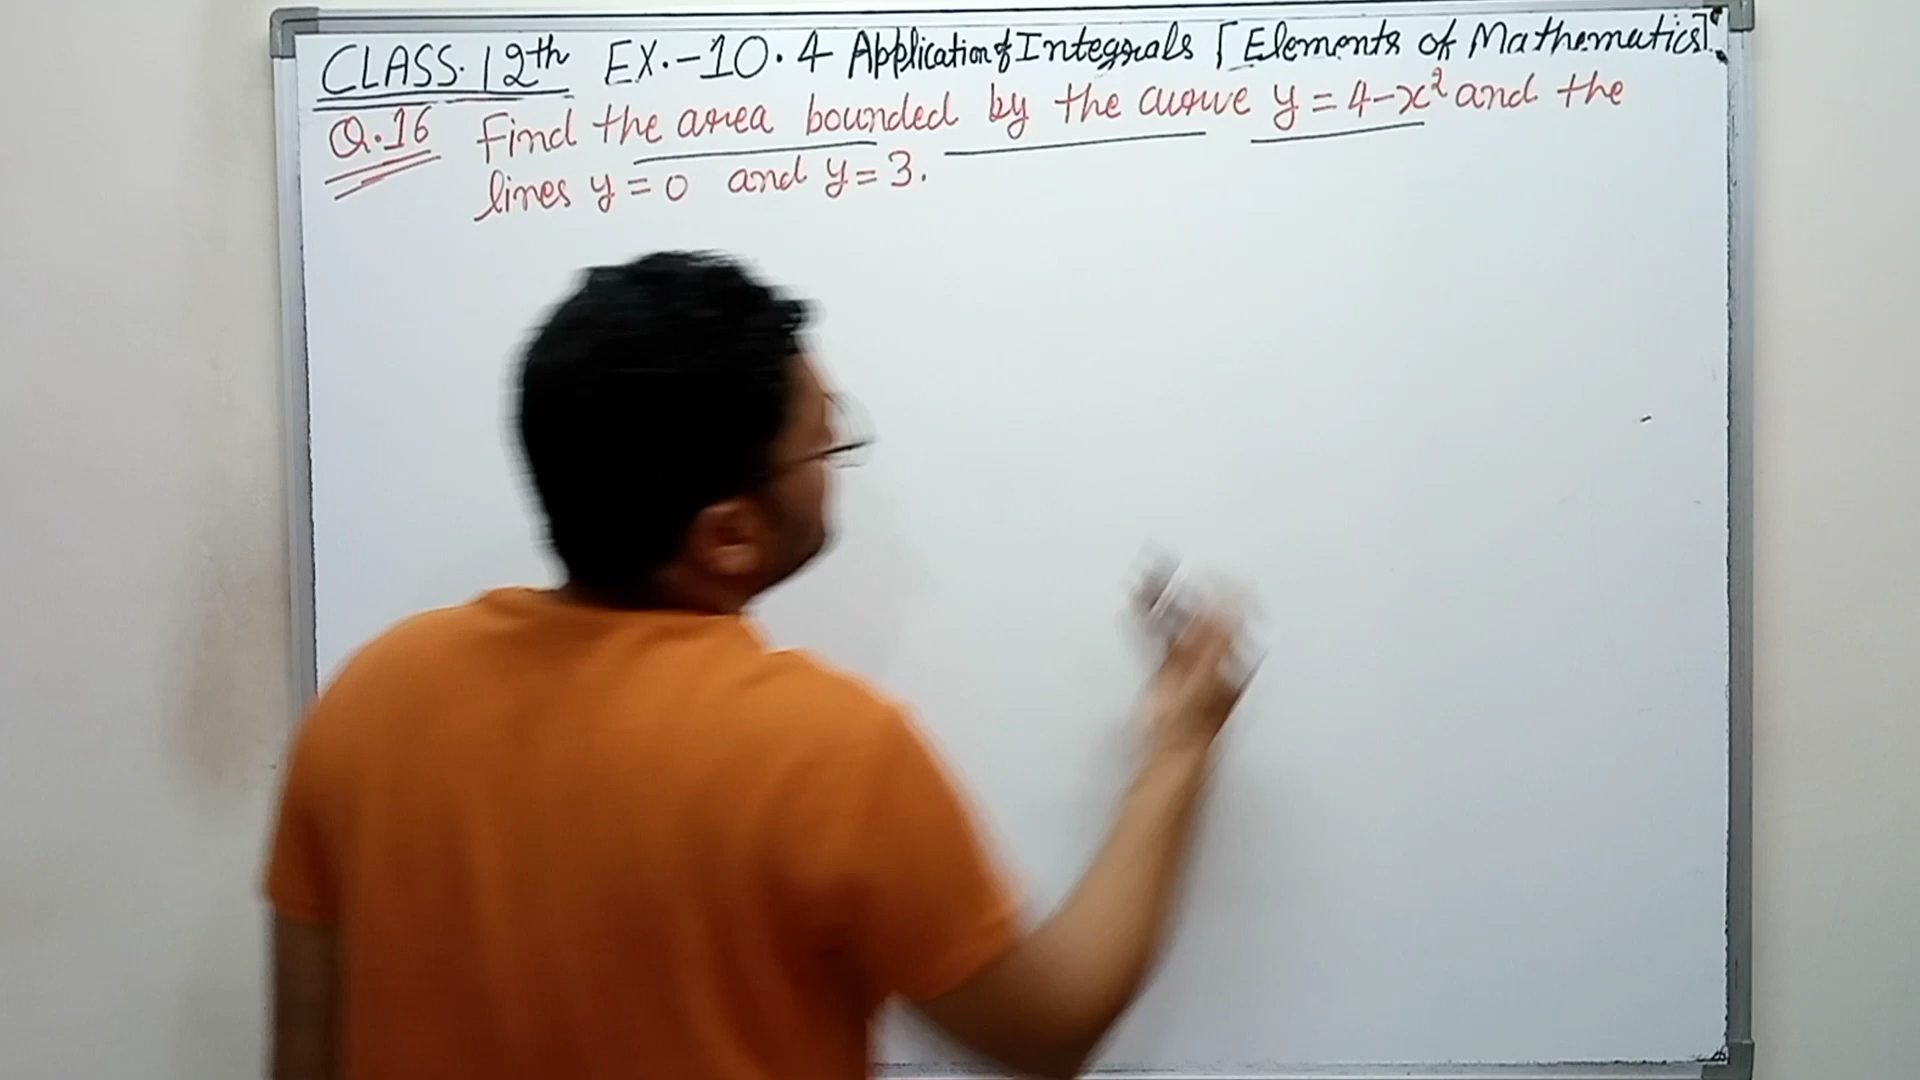 CLASS. 12th EX.-10.4 Application of Integrals [Elements of Mathematics]
Q.16 Find the area bounded by the curve y = 4-x² and the
lines y = 0 and y = 3.